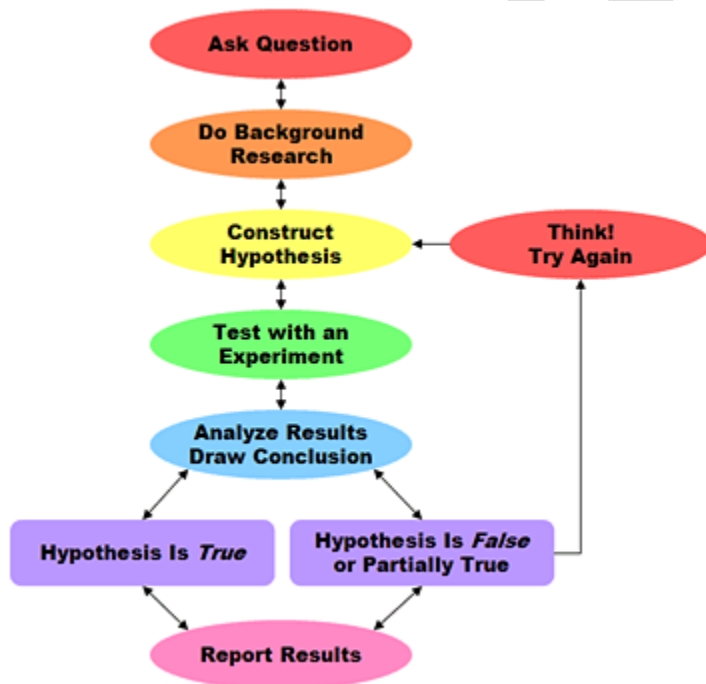 Ask Question
Do Background
Research
Construct
Hypothesis
Think!
Try Again
Test with an
Experiment
Analyze Results
Draw Conclusion
Hypothesis Is True
Hypothesis Is False
or Partially True
Report Results